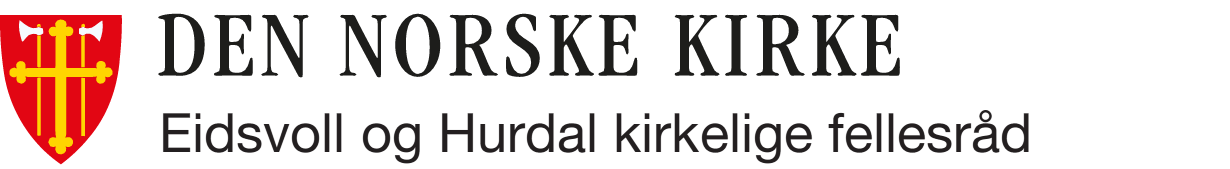 DEN NORSKE KIRKE
Eidsvoll og Hurdal kirkelige fellesråd